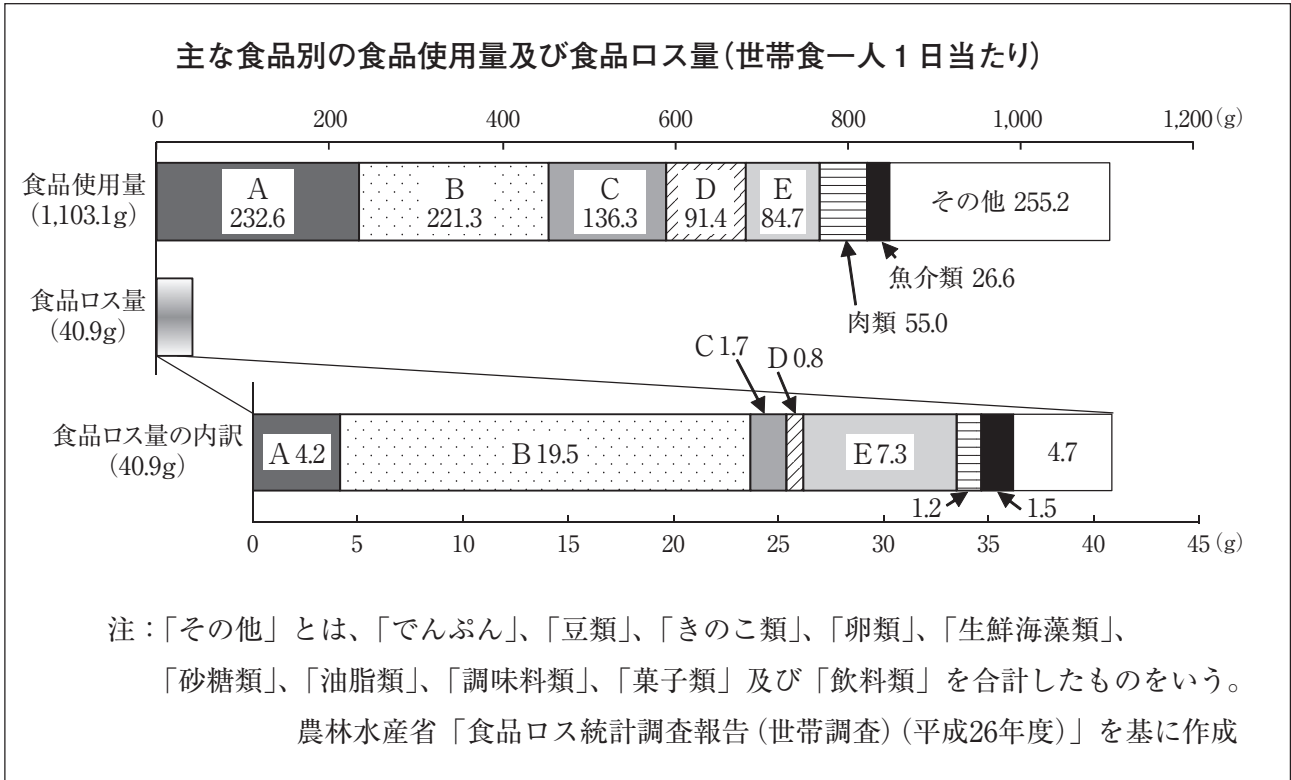 主な食品別の食品使用量及び食品ロス量(世帯食一人1日当たり)
0 200 400 600 800 1,000 1,200(g)
食品使用量
(1,103.1g)
A
232.6
B
221.3
C
136.3
D
91.4
E
84.7
その他 255.2
魚介類 26.6
肉類 55.0
食品ロス量
(40.9g)
C 1.7
D 0.8
食品ロス量の内訳
(40.9g)
A 4.2
B 19.5
E 7.3
4.7
1.2
1.5
0 5 10 15 20 25 30 35 40 45(g)
注:「その他」とは、「でんぷん」、「豆類」、「きのこ類」、「卵類」、「生鮮海藻類」、
「砂糖類」、「油脂類」、「調味料類」、「菓子類」及び「飲料類」を合計したものをいう。
農林水産省「食品ロス統計調査報告(世帯調査)(平成26年度)」を基に作成